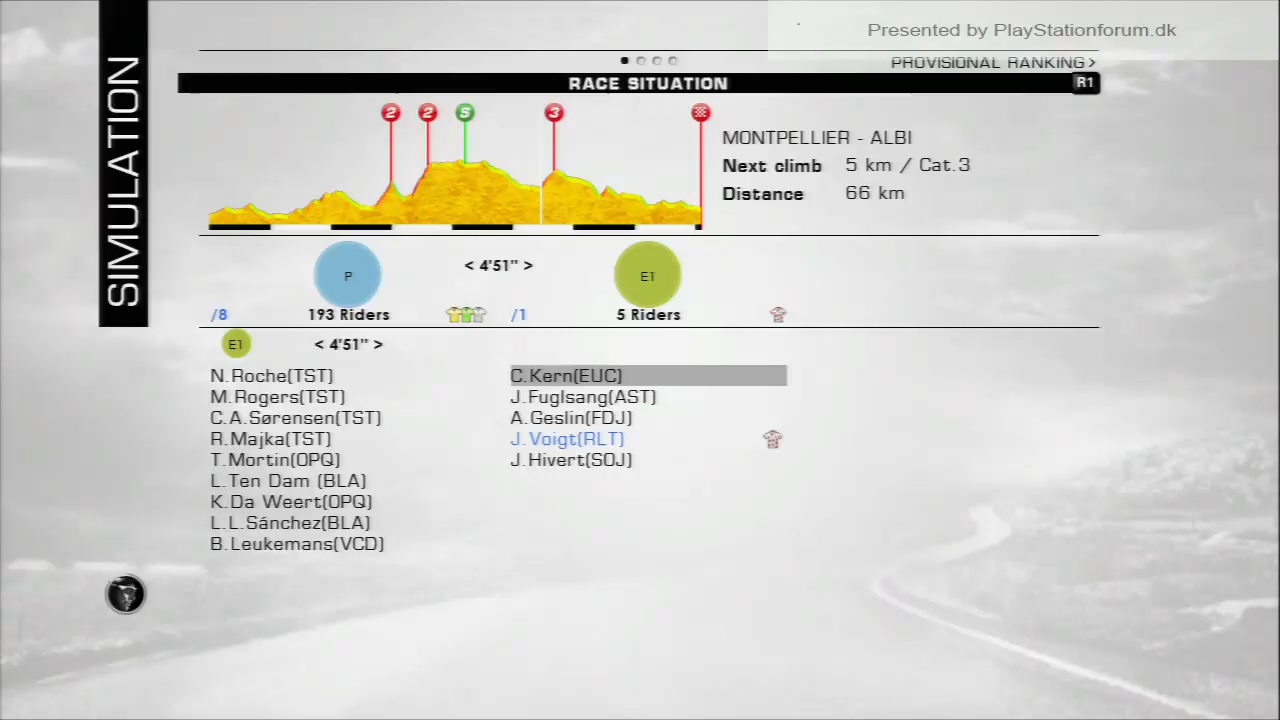 Presented by PlayStationforum.dk
SIMULATION
PROVISIONAL RANKING>
RACE SITUATION
R1
2
2
S
3
MONTPELLIER - ALBI
Next climb 5 km / Cat.3
Distance 66 km
P
< 4'51'' >
E1
/8
193 Riders
/1
5 Riders
E1
< 4'51'' >
N.Roche(TST)
M.Rogers(TST)
C.A.Sørensen(TST)
R.Majka(TST)
T.Mortin(OPQ)
L.Ten Dam (BLA)
K.Da Weert(OPQ)
L.L.Sánchez(BLA)
B.Leukemans(VCD)
C.Kern(EUC)
J.Fuglsang(AST)
A.Geslin(FDJ)
J.Voigt(RLT)
J.Hivert(SOJ)